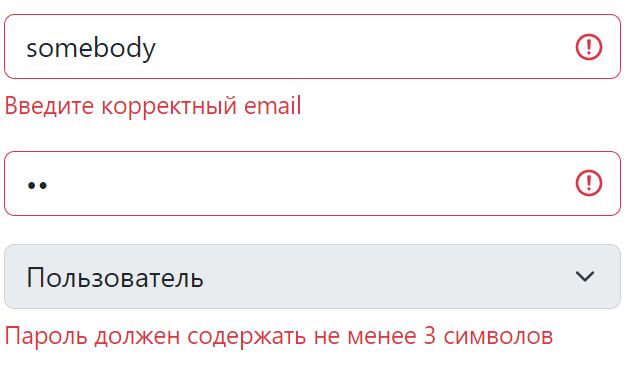 somebody
Введите корректный email
••
Пользователь
Пароль должен содержать не менее 3 символов